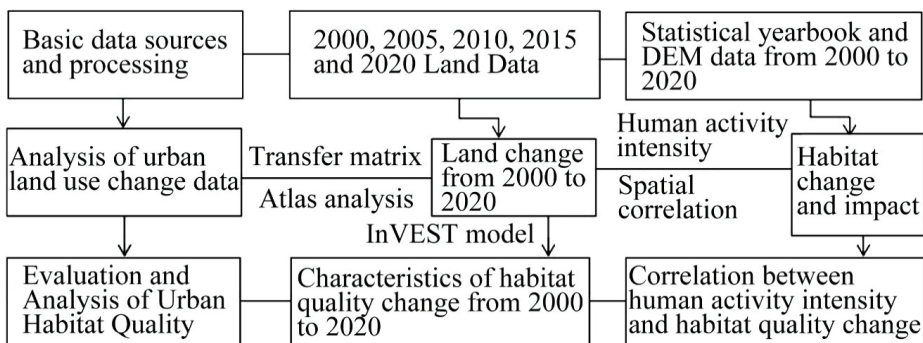 Basic data sources
and processing
2000, 2005, 2010, 2015
and 2020 Land Data
Statistical yearbook and
DEM data from 2000 to
2020
Analysis of urban
land use change data
Transfer matrix
Atlas analysis
Land change
from 2000 to
2020
Human activity
intensity
Spatial
correlation
Habitat
change
and impact
InVEST model
Evaluation and
Analysis of Urban
Habitat Quality
Characteristics of habitat
quality change from 2000
to 2020
Correlation between
human activity intensity
and habitat quality change